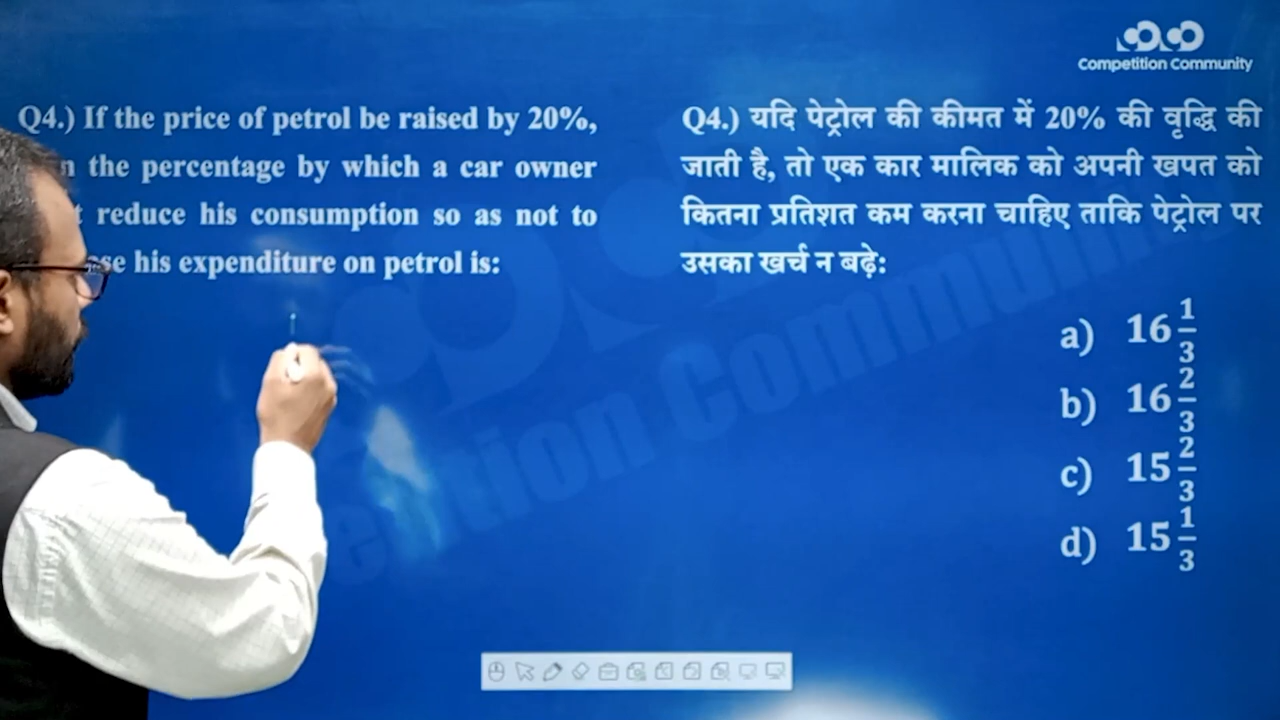 Competition Community
Q4.) If the price of petrol be raised by 20%,
the percentage by which a car owner
reduce his consumption so as not to
his expenditure on petrol is:
Q4.) यदि पेट्रोल की कीमत में 20% की वृद्धि की
जाती है, तो एक कार मालिक को अपनी खपत को
कितना प्रतिशत कम करना चाहिए ताकि पेट्रोल पर
उसका खर्च न बढ़े:
a) 16 1/3
b) 16 2/3
c) 15 2/3
d) 15 1/3